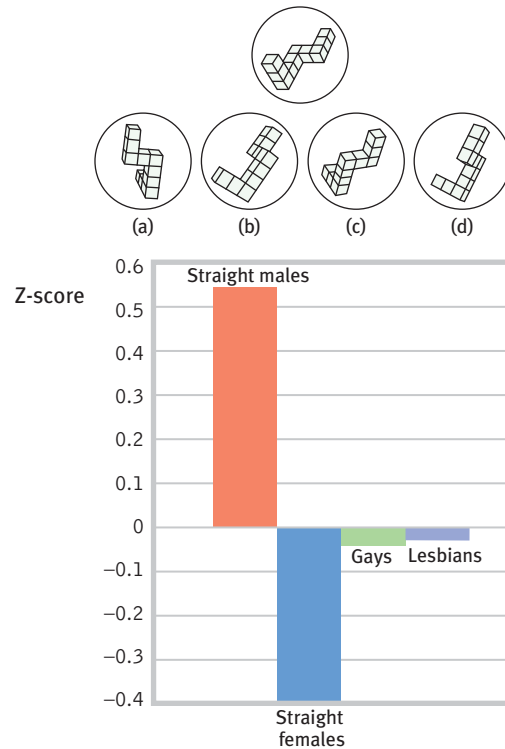 (a) (b) (c) (d)
Z-score
0.6
Straight males
0.5
0.4
0.3
0.2
0.1
0
Gays Lesbians
−0.1
−0.2
−0.3
−0.4
Straight
females